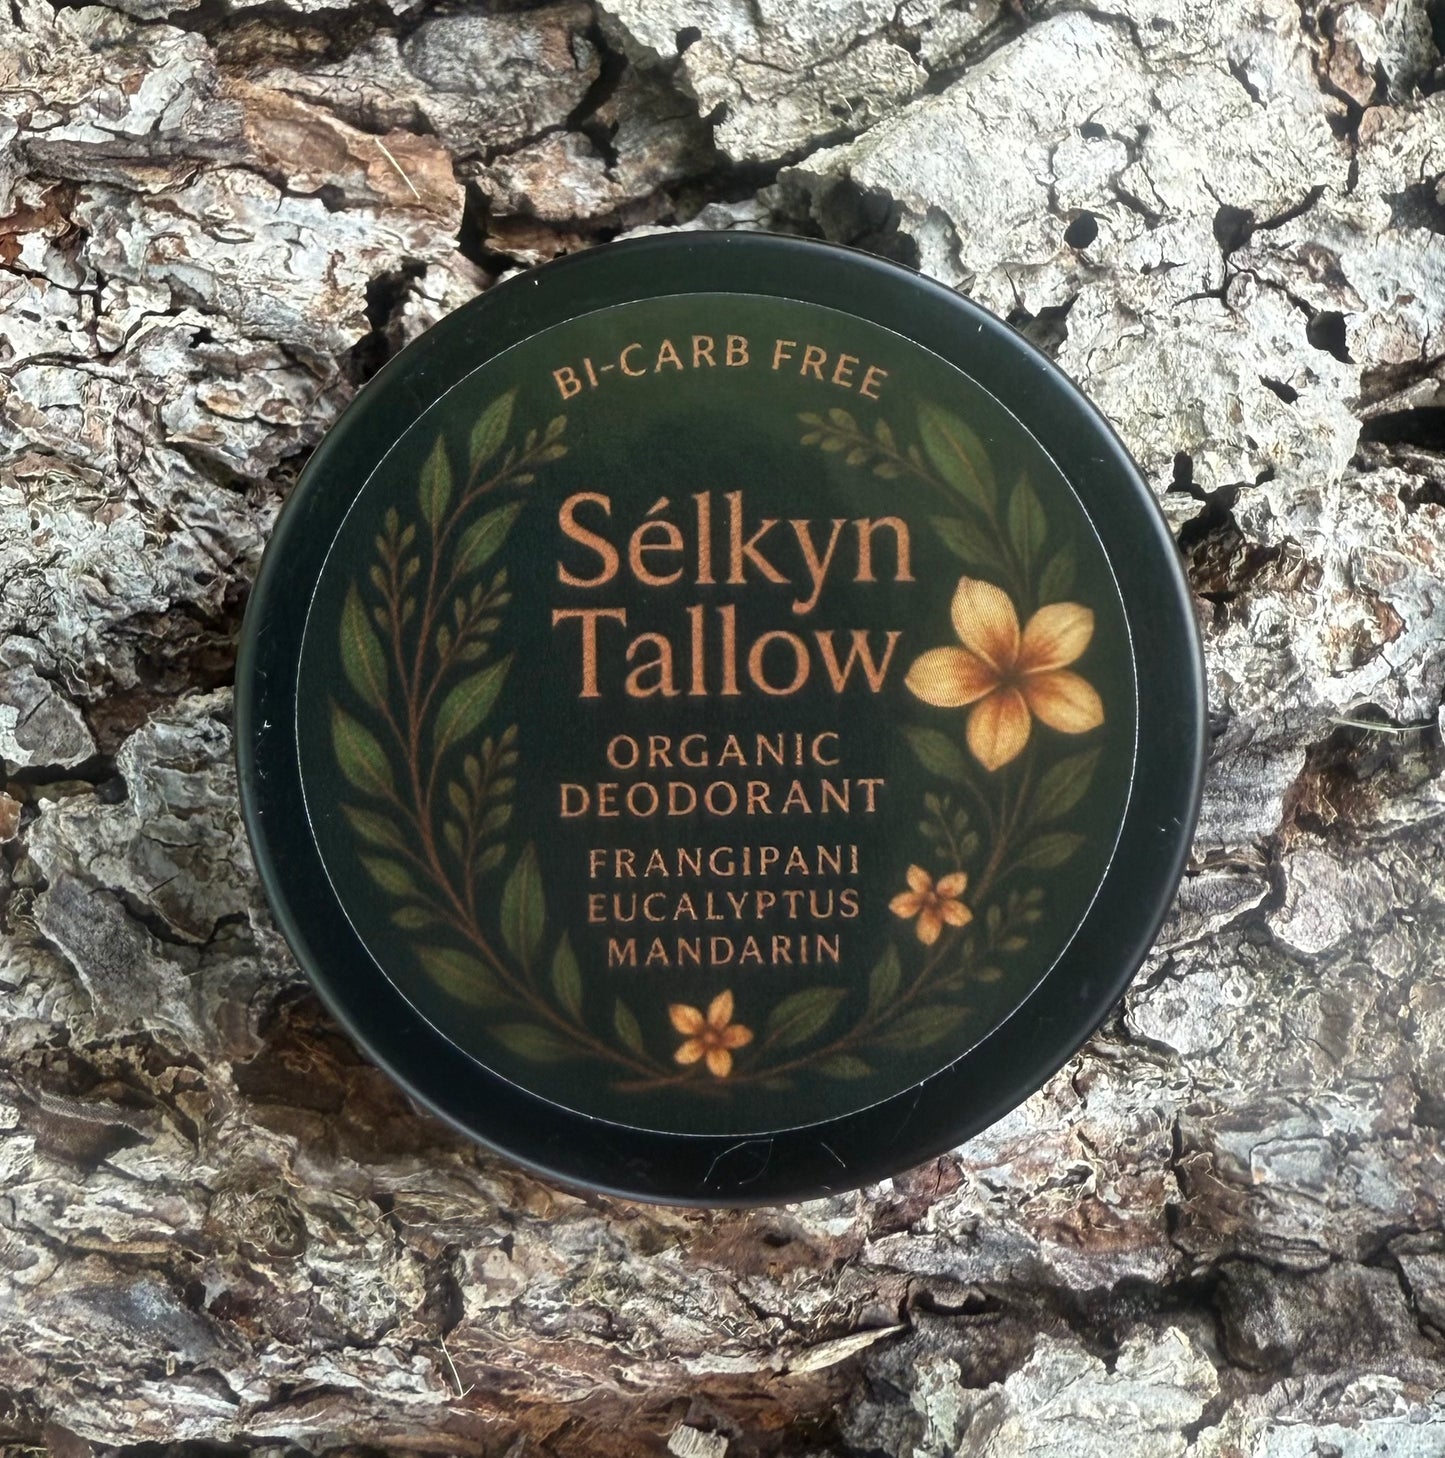 BI-CARB FREE
Sélkyn
Tallow
ORGANIC
DEODORANT
FRANGIPANI
EUCALYPTUS
MANDARIN